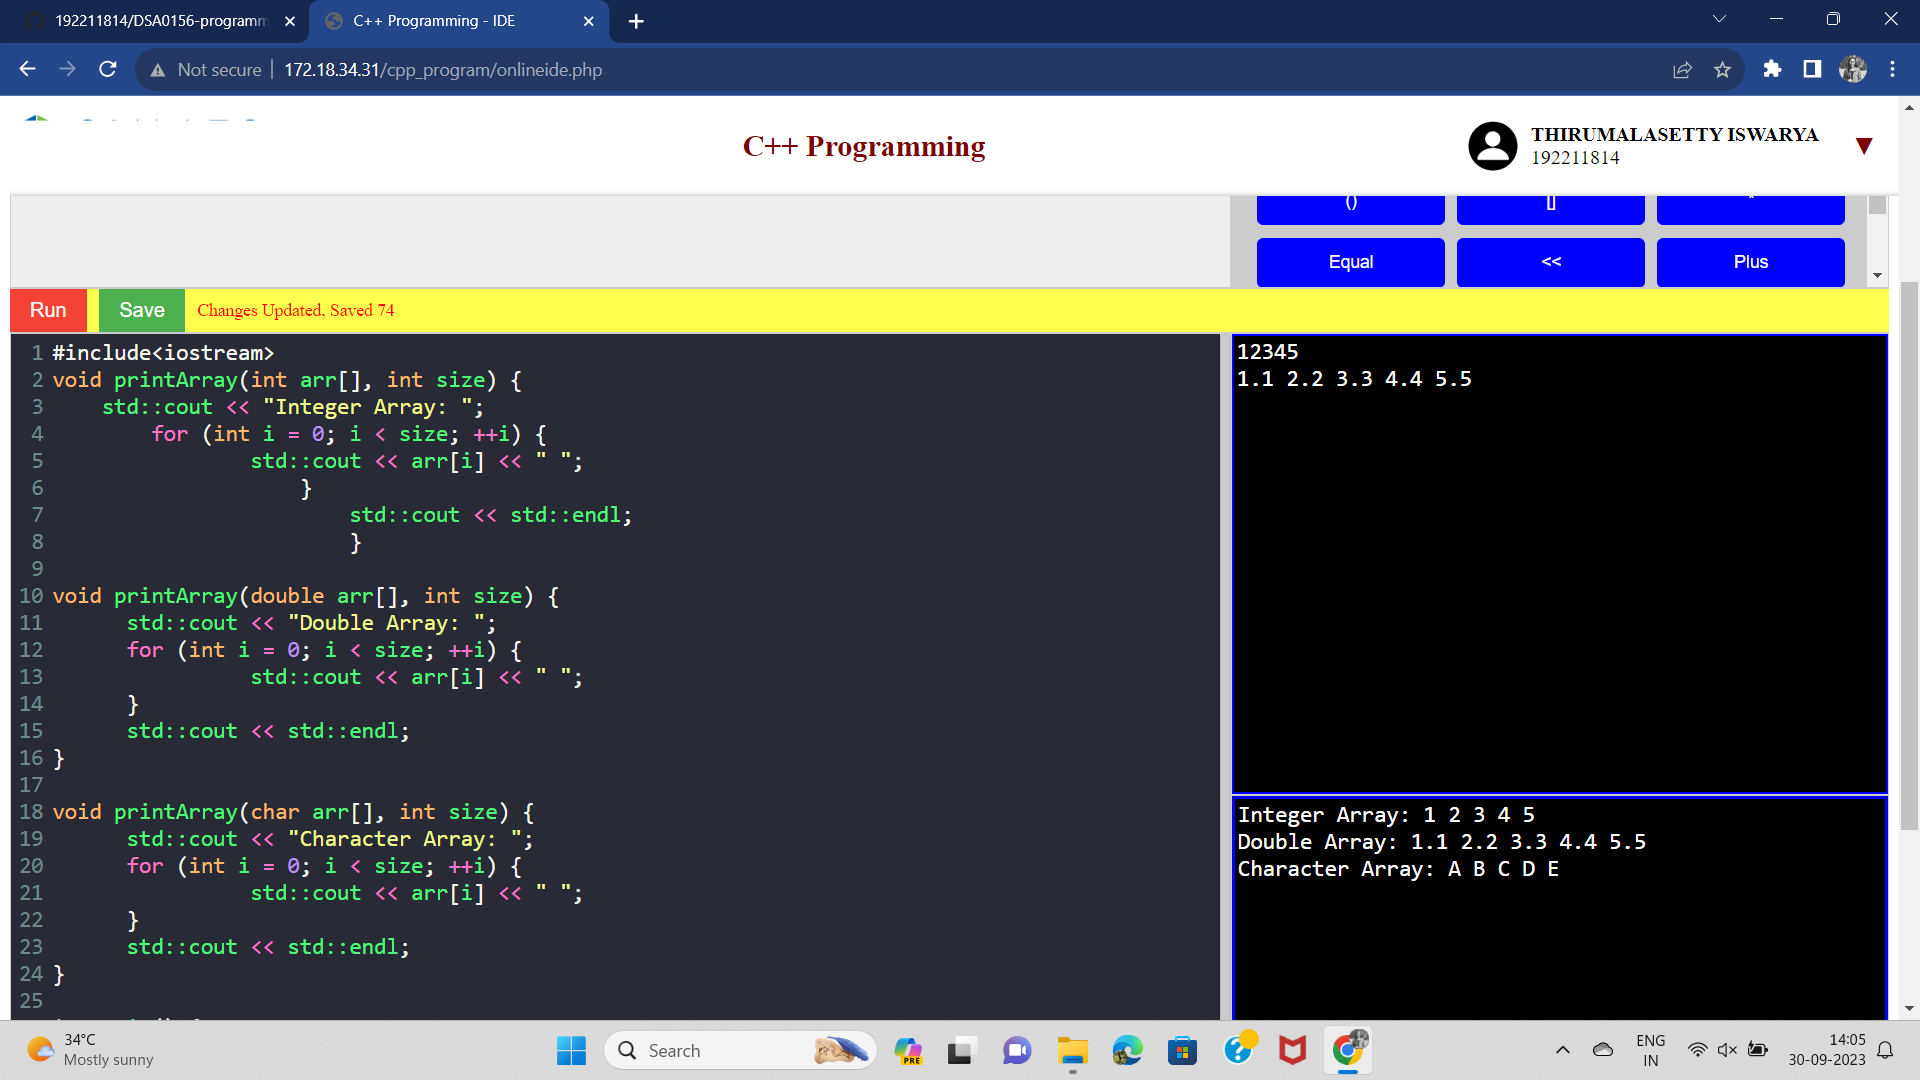 192211814/DSA0156-programm
C++ Programming - IDE
Not secure
172.18.34.31/cpp_program/onlineide.php
C++ Programming
THIRUMALASETTY ISWARYA
192211814
()
[]
*
Equal
<<
Plus
Run
Save
Changes Updated, Saved 74
1 #include<iostream>
2 void printArray(int arr[], int size) {
3     std::cout << "Integer Array: ";
4         for (int i = 0; i < size; ++i) {
5                 std::cout << arr[i] << " ";
6                     }
7                         std::cout << std::endl;
8                         }
9
10 void printArray(double arr[], int size) {
11       std::cout << "Double Array: ";
12       for (int i = 0; i < size; ++i) {
13                 std::cout << arr[i] << " ";
14       }
15       std::cout << std::endl;
16 }
17
18 void printArray(char arr[], int size) {
19       std::cout << "Character Array: ";
20       for (int i = 0; i < size; ++i) {
21                 std::cout << arr[i] << " ";
22       }
23       std::cout << std::endl;
24 }
25
12345
1.1 2.2 3.3 4.4 5.5
Integer Array: 1 2 3 4 5
Double Array: 1.1 2.2 3.3 4.4 5.5
Character Array: A B C D E
34°C
Mostly sunny
Search
PRE
ENG
IN
14:05
30-09-2023